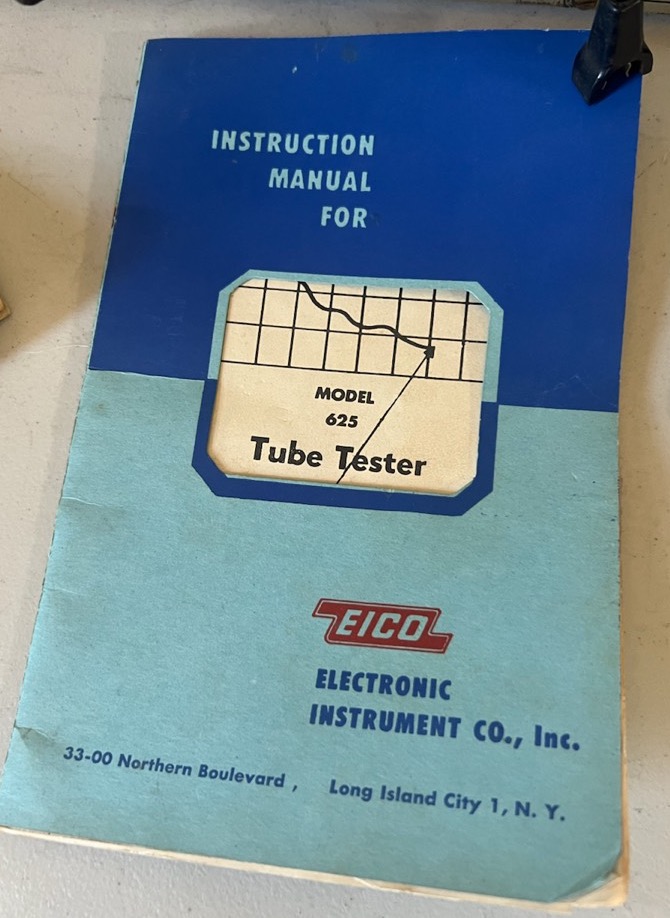 INSTRUCTION
MANUAL
FOR
MODEL
625
Tube Tester
EICO
ELECTRONIC
INSTRUMENT CO., Inc.
33-00 Northern Boulevard , Long Island City 1, N. Y.